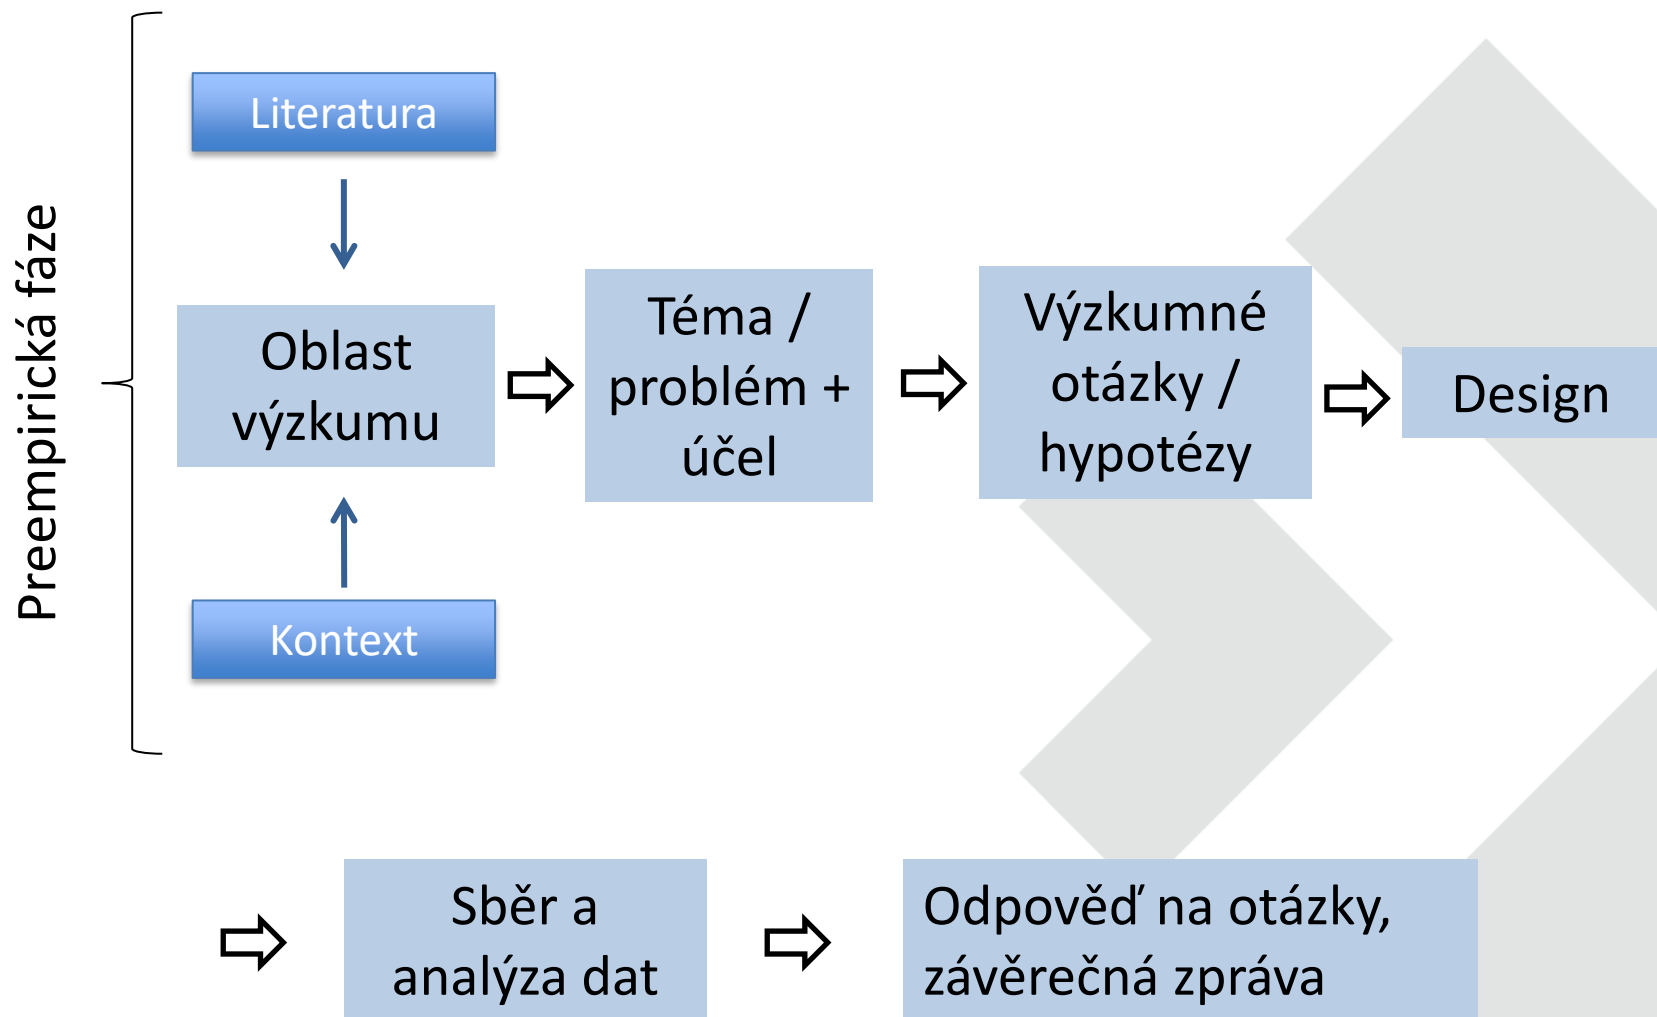 Preempirická fáze
Literatura
Oblast
výzkumu
Kontext
Téma /
problém +
účel
Výzkumné
otázky /
hypotézy
Design
Sběr a
analýza dat
Odpověď na otázky,
závěrečná zpráva